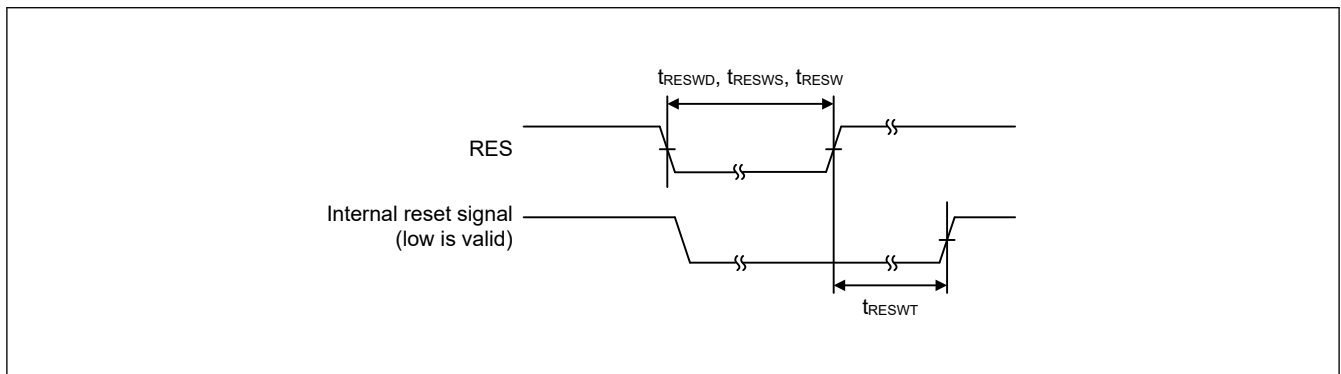 tRESWD, tRESWS, tRESW
RES
Internal reset signal
(low is valid)
tRESWT